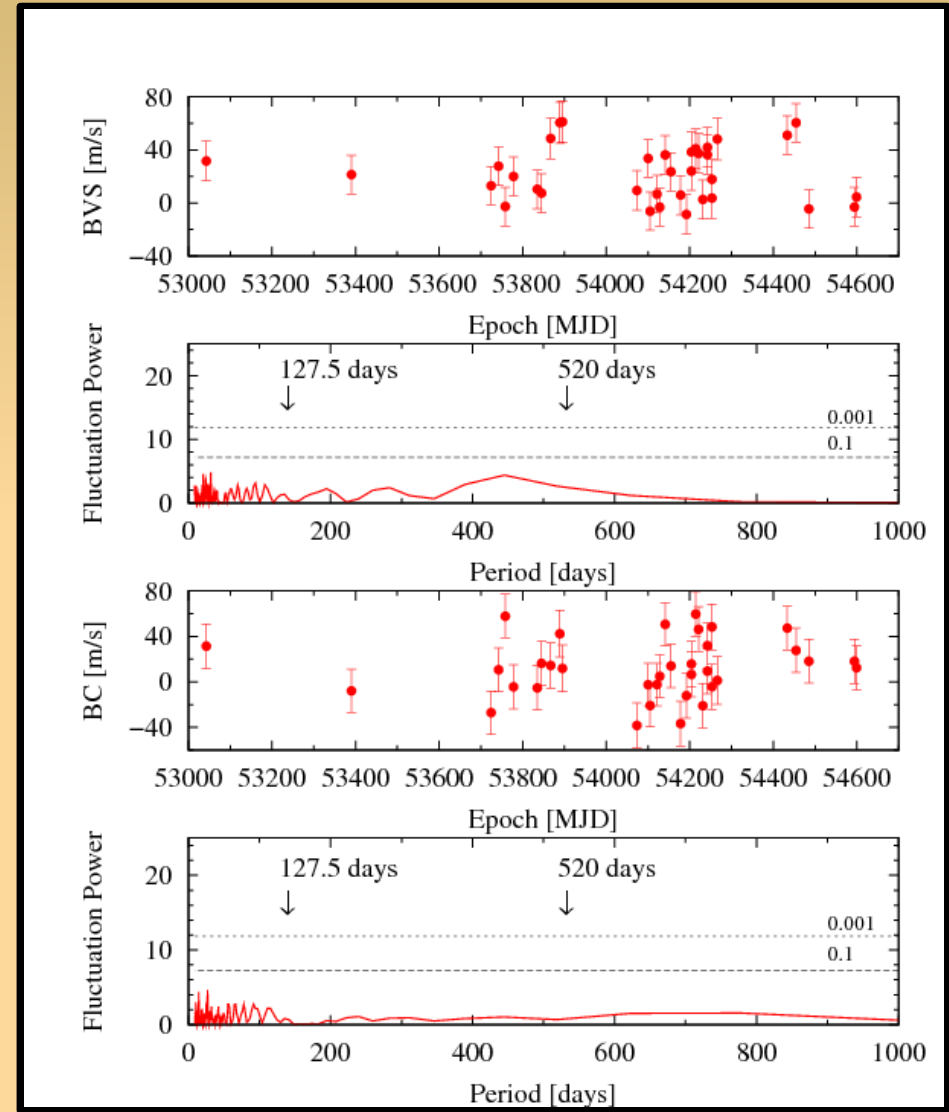 BVS [m/s]
80
40
0
−40
53000 53200 53400 53600 53800 54000 54200 54400 54600
Epoch [MJD]
Fluctuation Power
20
10
0
127.5 days
520 days
0.001
0.1
0 200 400 600 800 1000
Period [days]
BC [m/s]
80
40
0
−40
53000 53200 53400 53600 53800 54000 54200 54400 54600
Epoch [MJD]
Fluctuation Power
20
10
0
127.5 days
520 days
0.001
0.1
0 200 400 600 800 1000
Period [days]